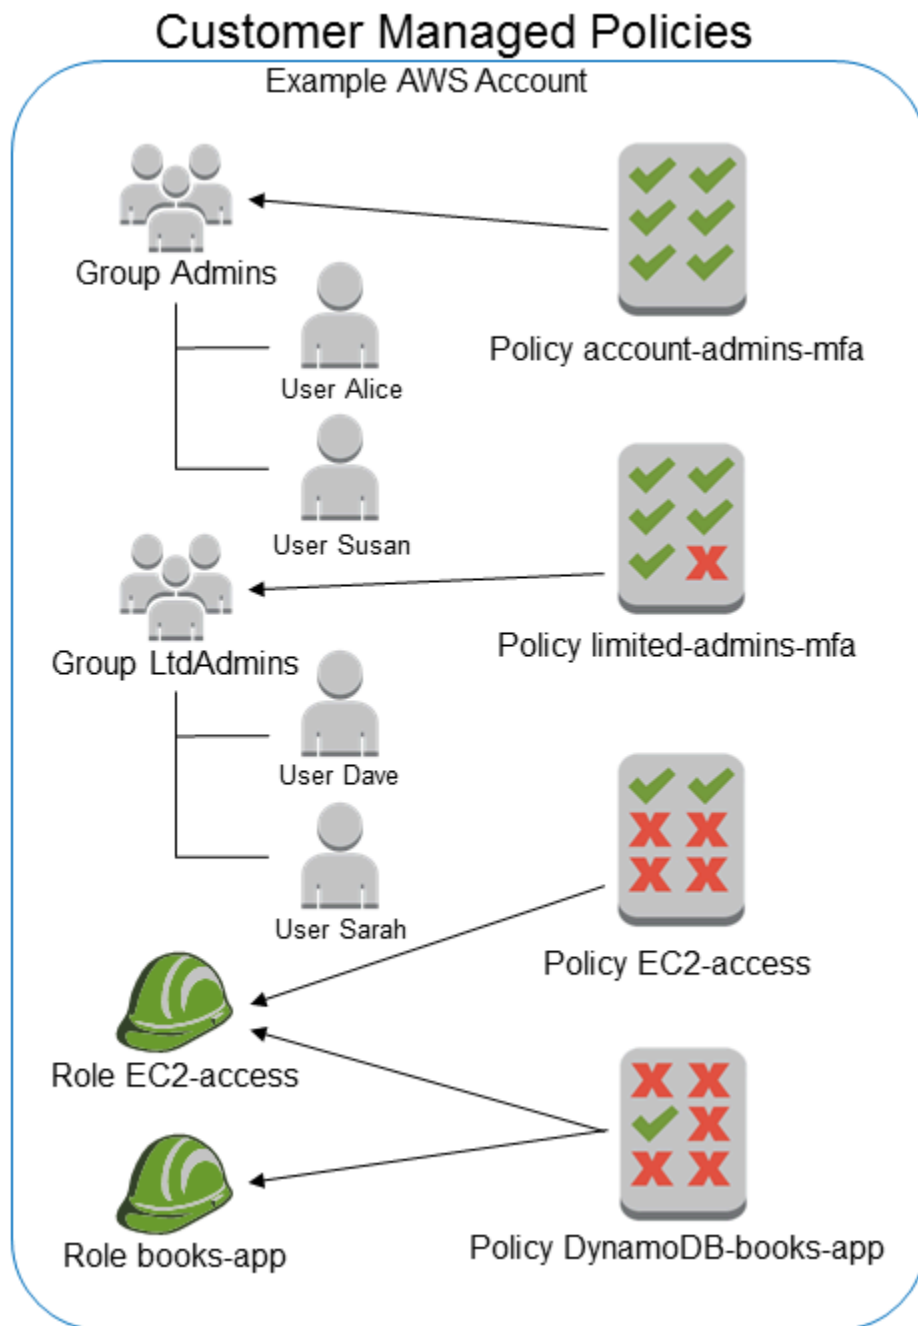 Customer Managed Policies
Example AWS Account
Group Admins
Policy account-admins-mfa
User Alice
User Susan
Group LtdAdmins
Policy limited-admins-mfa
User Dave
User Sarah
Policy EC2-access
Role EC2-access
Role books-app
Policy DynamoDB-books-app